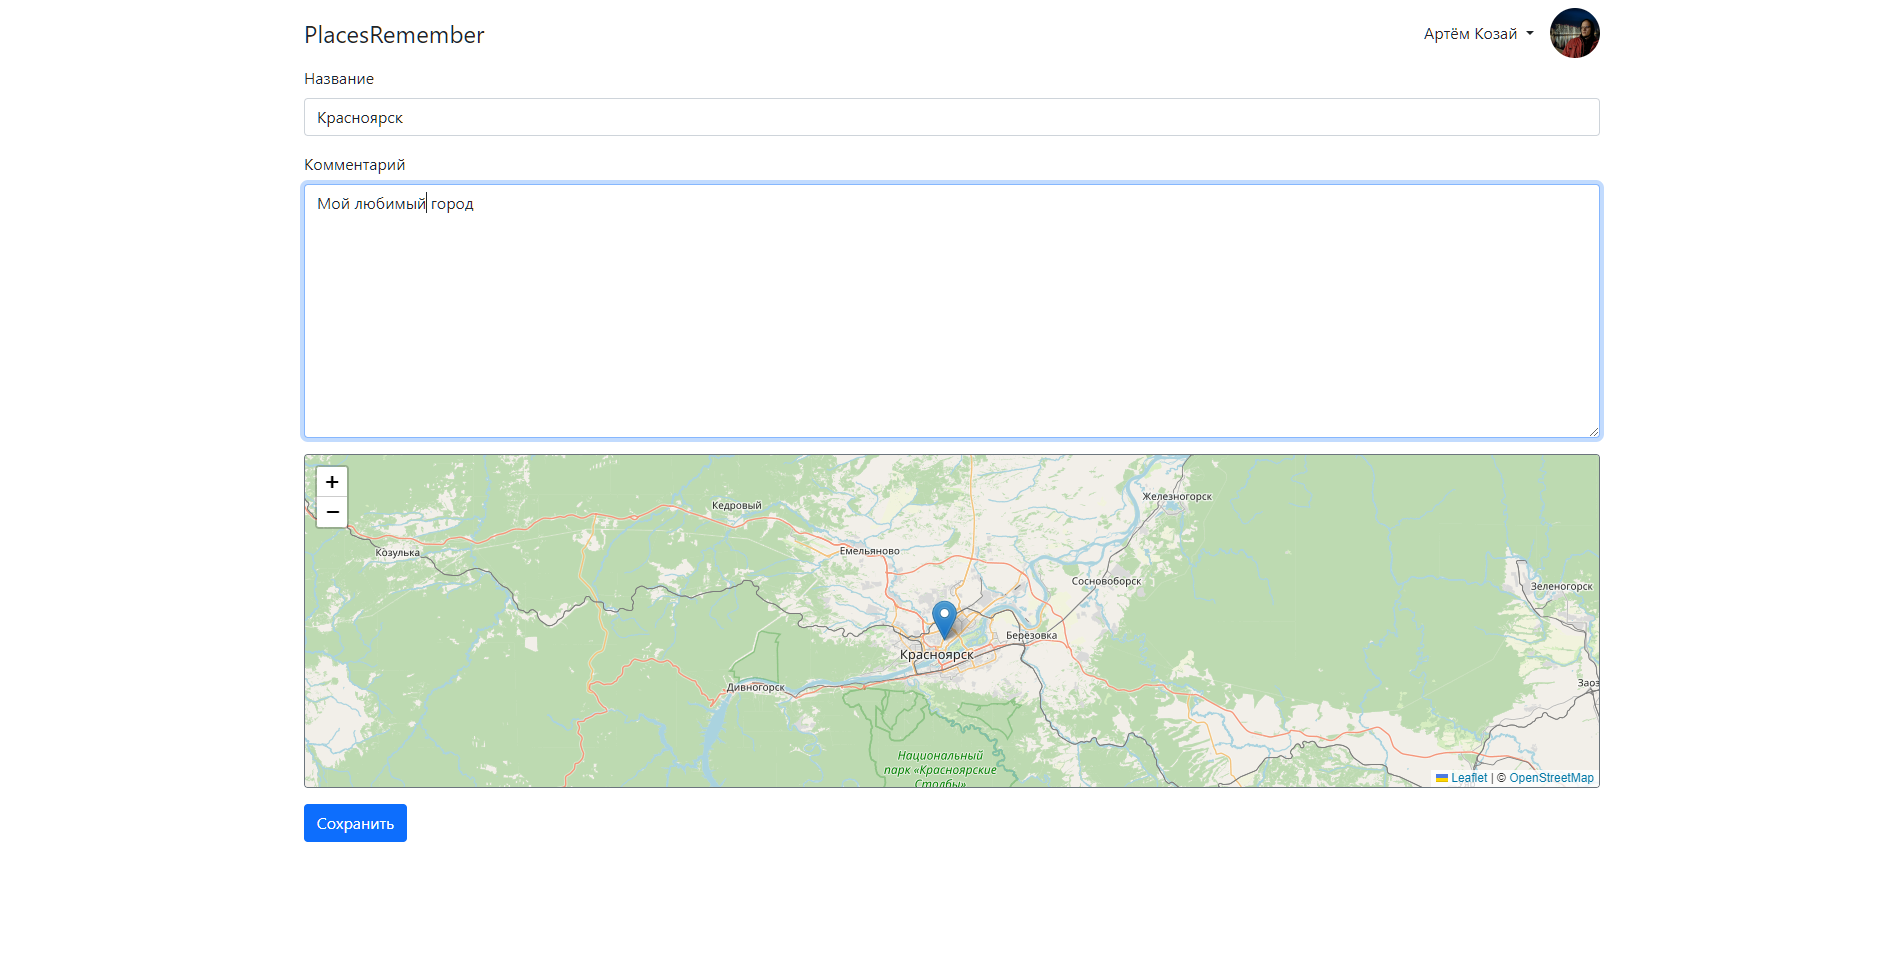 PlacesRemember
Артём Козай
Название
Красноярск
Комментарий
Мой любимый город
+
−
Кедровый
Железногорск
Козулька
Емельяново
Сосновоборск
Зеленогорск
Берёзовка
Красноярск
Дивногорск
Заоз
Национальный
парк «Красноярские
Столбы»
Leaflet | © OpenStreetMap
Сохранить